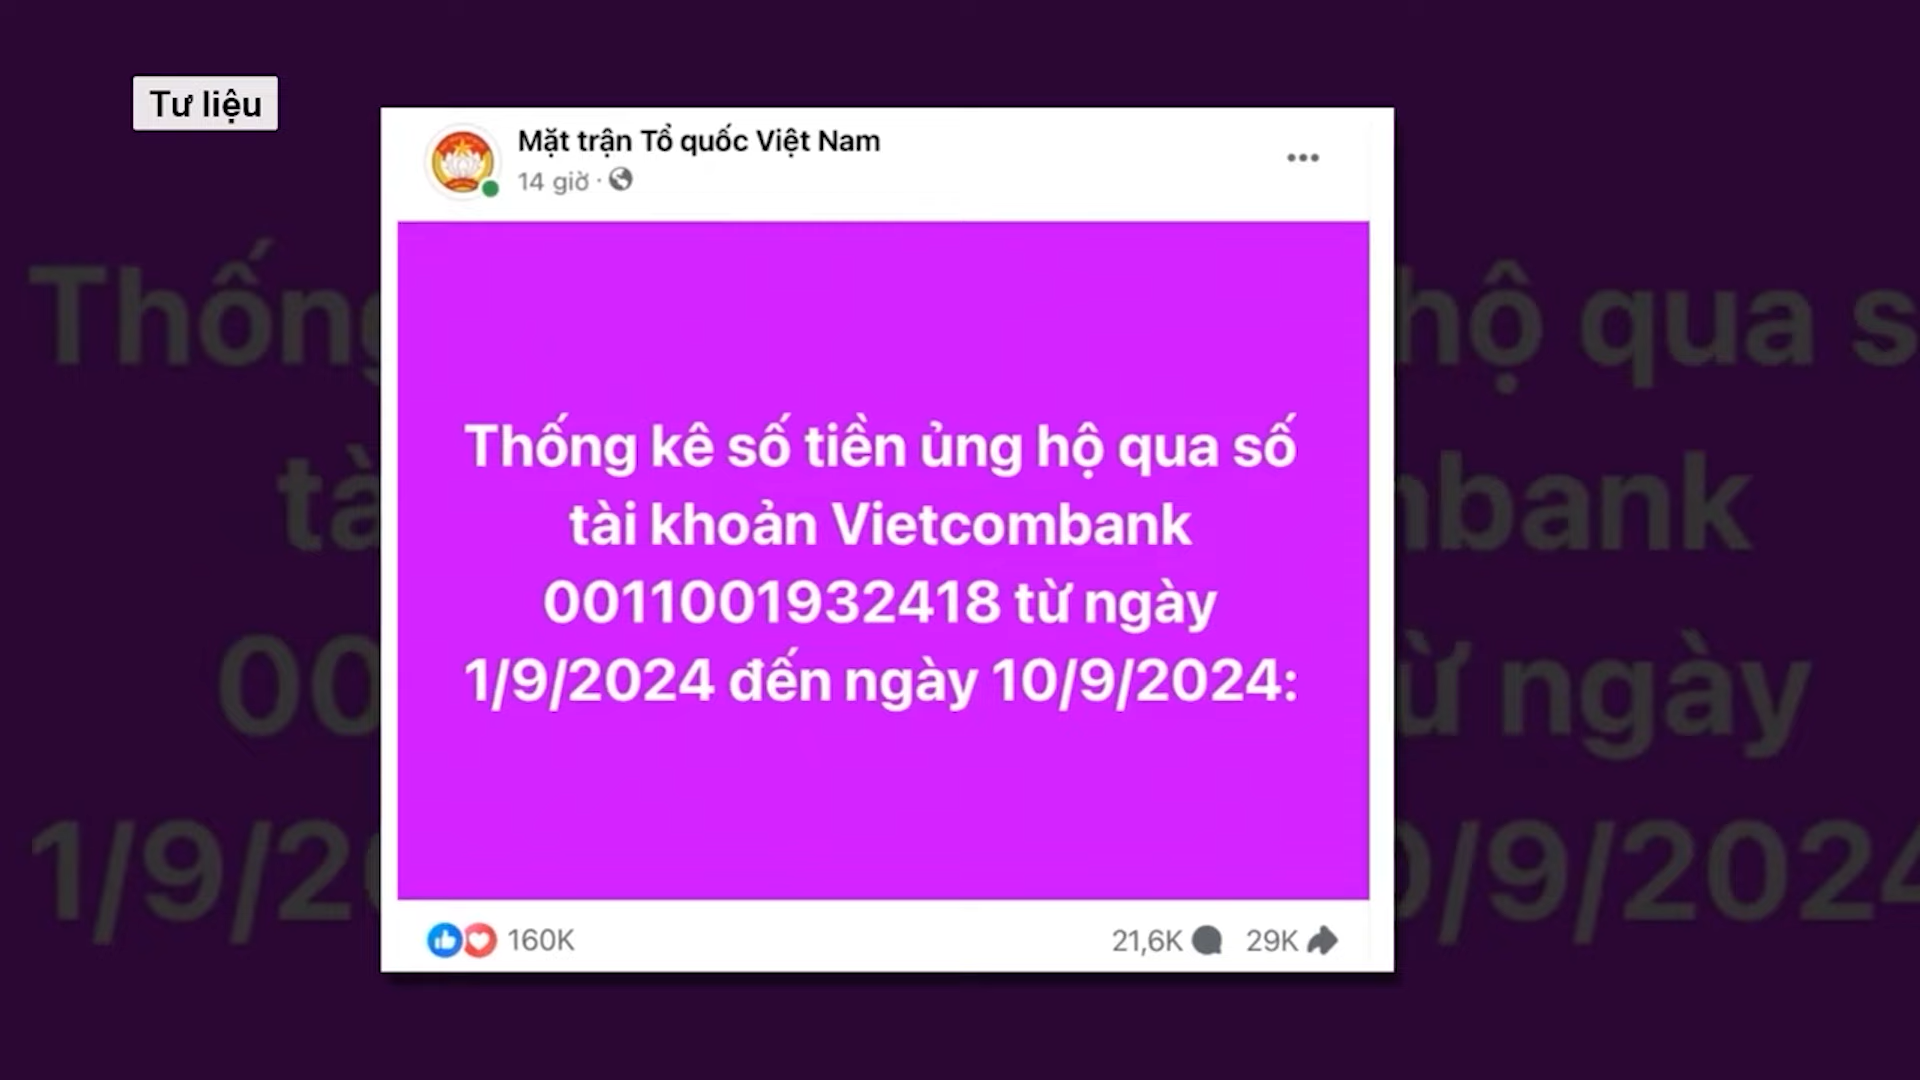 Tư liệu
Mặt trận Tổ quốc Việt Nam
14 giờ ·
Thống kê số tiền ủng hộ qua số
tài khoản Vietcombank
0011001932418 từ ngày
1/9/2024 đến ngày 10/9/2024:
160K
21,6K 29K